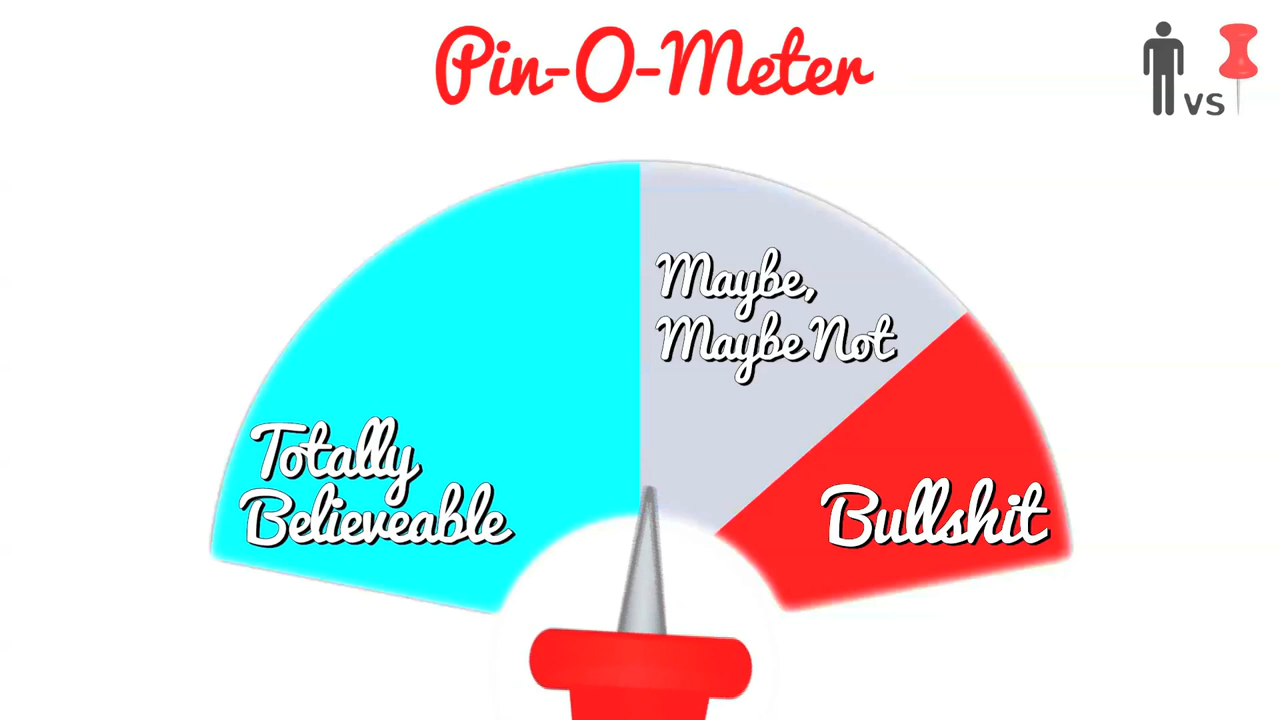 Pin-O-Meter
vs
Maybe,
Maybe Not
Totally
Believeable
Bullshit